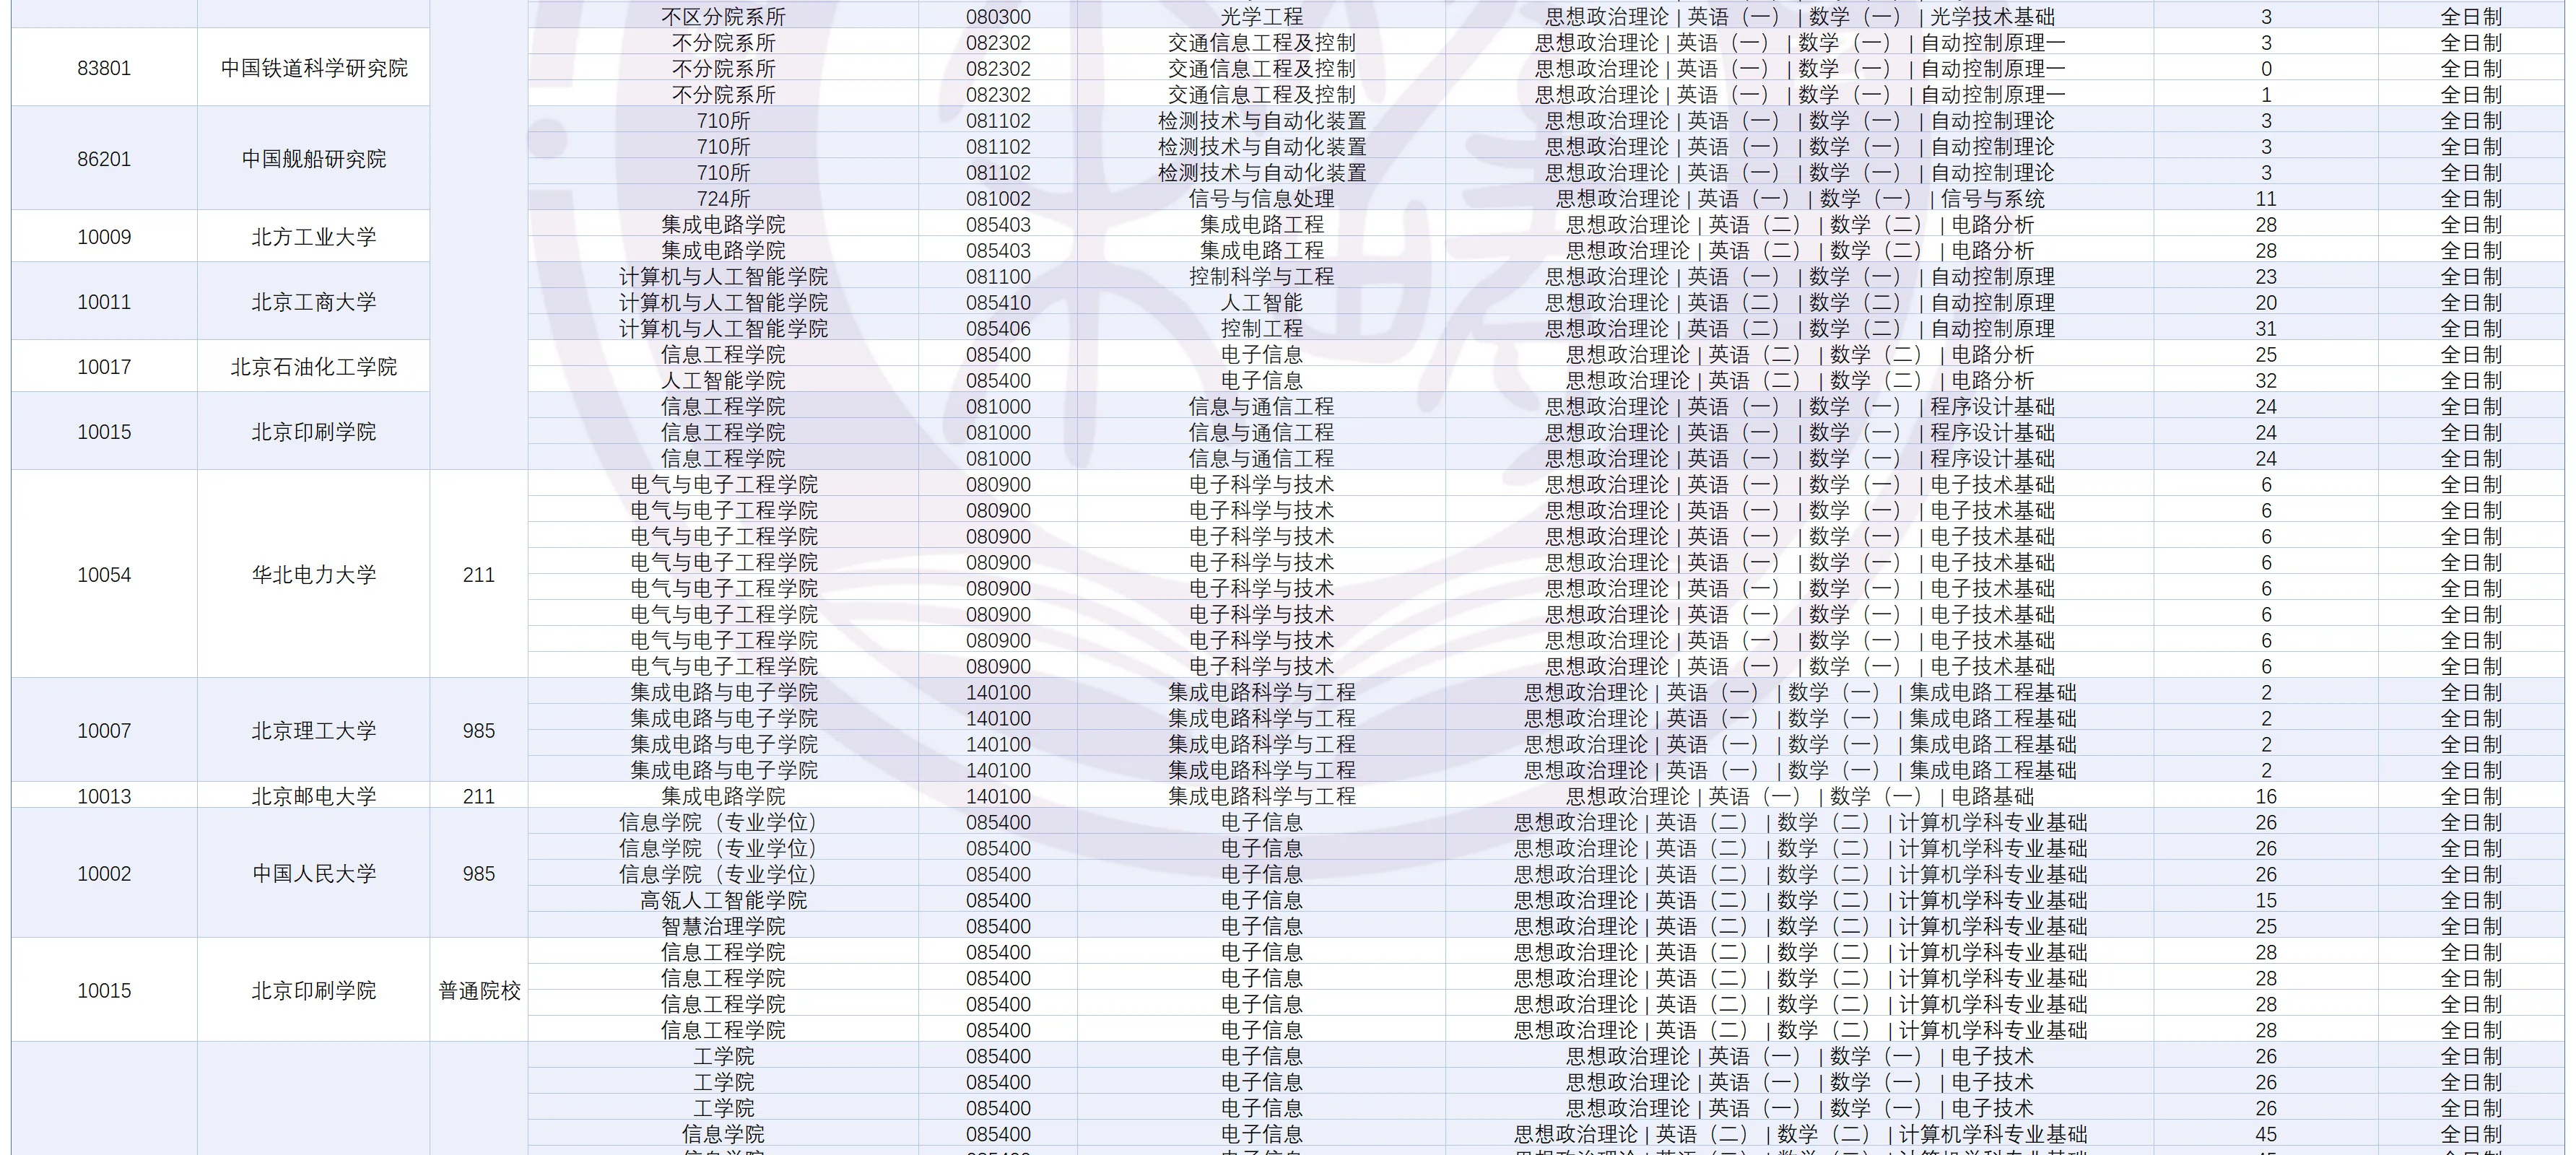 不区分院系所 080300 光学工程 思想政治理论 | 英语（一） | 数学（一） | 光学技术基础 3 全日制
83801 中国铁道科学研究院 不分院系所 082302 交通信息工程及控制 思想政治理论 | 英语（一） | 数学（一） | 自动控制原理一 3 全日制
不分院系所 082302 交通信息工程及控制 思想政治理论 | 英语（一） | 数学（一） | 自动控制原理一 0 全日制
不分院系所 082302 交通信息工程及控制 思想政治理论 | 英语（一） | 数学（一） | 自动控制原理一 1 全日制
86201 中国舰船研究院 710所 081102 检测技术与自动化装置 思想政治理论 | 英语（一） | 数学（一） | 自动控制理论 3 全日制
710所 081102 检测技术与自动化装置 思想政治理论 | 英语（一） | 数学（一） | 自动控制理论 3 全日制
710所 081102 检测技术与自动化装置 思想政治理论 | 英语（一） | 数学（一） | 自动控制理论 3 全日制
724所 081002 信号与信息处理 思想政治理论 | 英语（一） | 数学（一） | 信号与系统 11 全日制
10009 北方工业大学 集成电路学院 085403 集成电路工程 思想政治理论 | 英语（二） | 数学（二） | 电路分析 28 全日制
集成电路学院 085403 集成电路工程 思想政治理论 | 英语（二） | 数学（二） | 电路分析 28 全日制
10011 北京工商大学 计算机与人工智能学院 081100 控制科学与工程 思想政治理论 | 英语（一） | 数学（一） | 自动控制原理 23 全日制
计算机与人工智能学院 085410 人工智能 思想政治理论 | 英语（二） | 数学（二） | 自动控制原理 20 全日制
计算机与人工智能学院 085406 控制工程 思想政治理论 | 英语（二） | 数学（二） | 自动控制原理 31 全日制
10017 北京石油化工学院 信息工程学院 085400 电子信息 思想政治理论 | 英语（二） | 数学（二） | 电路分析 25 全日制
人工智能学院 085400 电子信息 思想政治理论 | 英语（二） | 数学（二） | 电路分析 32 全日制
10015 北京印刷学院 信息工程学院 081000 信息与通信工程 思想政治理论 | 英语（一） | 数学（一） | 程序设计基础 24 全日制
信息工程学院 081000 信息与通信工程 思想政治理论 | 英语（一） | 数学（一） | 程序设计基础 24 全日制
信息工程学院 081000 信息与通信工程 思想政治理论 | 英语（一） | 数学（一） | 程序设计基础 24 全日制
10054 华北电力大学 211 电气与电子工程学院 080900 电子科学与技术 思想政治理论 | 英语（一） | 数学（一） | 电子技术基础 6 全日制
电气与电子工程学院 080900 电子科学与技术 思想政治理论 | 英语（一） | 数学（一） | 电子技术基础 6 全日制
电气与电子工程学院 080900 电子科学与技术 思想政治理论 | 英语（一） | 数学（一） | 电子技术基础 6 全日制
电气与电子工程学院 080900 电子科学与技术 思想政治理论 | 英语（一） | 数学（一） | 电子技术基础 6 全日制
电气与电子工程学院 080900 电子科学与技术 思想政治理论 | 英语（一） | 数学（一） | 电子技术基础 6 全日制
电气与电子工程学院 080900 电子科学与技术 思想政治理论 | 英语（一） | 数学（一） | 电子技术基础 6 全日制
电气与电子工程学院 080900 电子科学与技术 思想政治理论 | 英语（一） | 数学（一） | 电子技术基础 6 全日制
电气与电子工程学院 080900 电子科学与技术 思想政治理论 | 英语（一） | 数学（一） | 电子技术基础 6 全日制
10007 北京理工大学 985 集成电路与电子学院 140100 集成电路科学与工程 思想政治理论 | 英语（一） | 数学（一） | 集成电路工程基础 2 全日制
集成电路与电子学院 140100 集成电路科学与工程 思想政治理论 | 英语（一） | 数学（一） | 集成电路工程基础 2 全日制
集成电路与电子学院 140100 集成电路科学与工程 思想政治理论 | 英语（一） | 数学（一） | 集成电路工程基础 2 全日制
集成电路与电子学院 140100 集成电路科学与工程 思想政治理论 | 英语（一） | 数学（一） | 集成电路工程基础 2 全日制
10013 北京邮电大学 211 集成电路学院 140100 集成电路科学与工程 思想政治理论 | 英语（一） | 数学（一） | 电路基础 16 全日制
10002 中国人民大学 985 信息学院（专业学位） 085400 电子信息 思想政治理论 | 英语（二） | 数学（二） | 计算机学科专业基础 26 全日制
信息学院（专业学位） 085400 电子信息 思想政治理论 | 英语（二） | 数学（二） | 计算机学科专业基础 26 全日制
信息学院（专业学位） 085400 电子信息 思想政治理论 | 英语（二） | 数学（二） | 计算机学科专业基础 26 全日制
高瓴人工智能学院 085400 电子信息 思想政治理论 | 英语（二） | 数学（二） | 计算机学科专业基础 15 全日制
智慧治理学院 085400 电子信息 思想政治理论 | 英语（二） | 数学（二） | 计算机学科专业基础 25 全日制
10015 北京印刷学院 普通院校 信息工程学院 085400 电子信息 思想政治理论 | 英语（二） | 数学（二） | 计算机学科专业基础 28 全日制
信息工程学院 085400 电子信息 思想政治理论 | 英语（二） | 数学（二） | 计算机学科专业基础 28 全日制
信息工程学院 085400 电子信息 思想政治理论 | 英语（二） | 数学（二） | 计算机学科专业基础 28 全日制
信息工程学院 085400 电子信息 思想政治理论 | 英语（二） | 数学（二） | 计算机学科专业基础 28 全日制
工学院 085400 电子信息 思想政治理论 | 英语（一） | 数学（一） | 电子技术 26 全日制
工学院 085400 电子信息 思想政治理论 | 英语（一） | 数学（一） | 电子技术 26 全日制
工学院 085400 电子信息 思想政治理论 | 英语（一） | 数学（一） | 电子技术 26 全日制
信息学院 085400 电子信息 思想政治理论 | 英语（二） | 数学（二） | 计算机学科专业基础 45 全日制